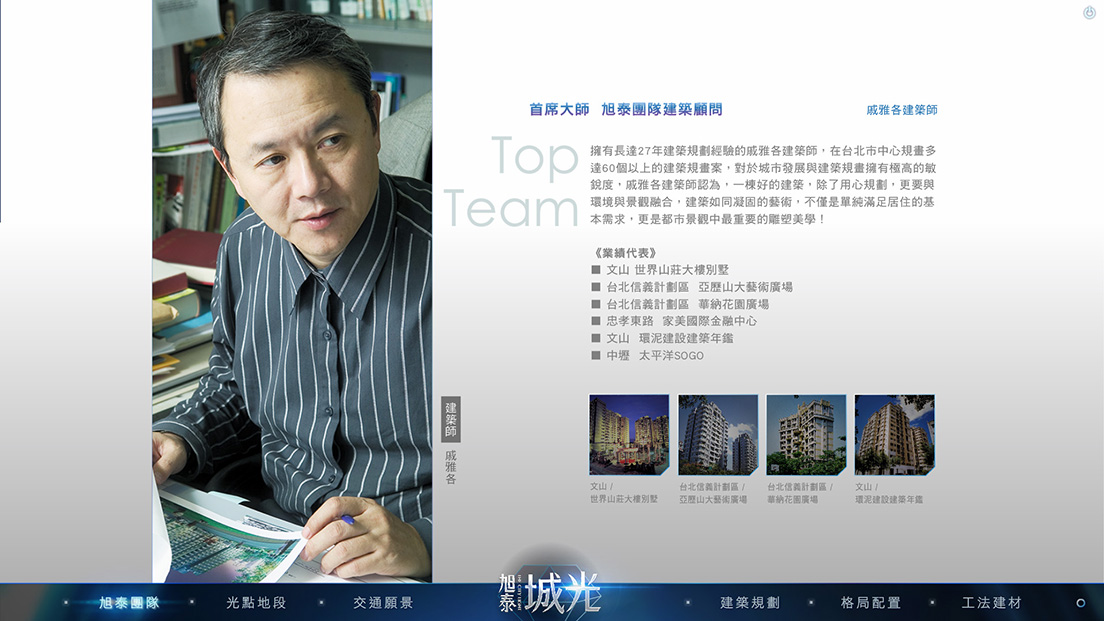 首席大師 旭泰團隊建築顧問
戚雅各建築師
Top
Team
擁有長達27年建築規劃經驗的戚雅各建築師，在台北市中心規畫多
達60個以上的建築規畫案，對於城市發展與建築規畫擁有極高的敏
銳度，戚雅各建築師認為，一棟好的建築，除了用心規劃，更要與
環境與景觀融合，建築如同凝固的藝術，不僅是單純滿足居住的基
本需求，更是都市景觀中最重要的雕塑美學！
《業績代表》
■ 文山 世界山莊大樓別墅
■ 台北信義計劃區 亞歷山大藝術廣場
■ 台北信義計劃區 華納花園廣場
■ 忠孝東路 家美國際金融中心
■ 文山 環泥建設建築年鑑
■ 中壢 太平洋SOGO
建築師 戚雅各
文山 /
世界山莊大樓別墅
台北信義計劃區 /
亞歷山大藝術廣場
台北信義計劃區 /
華納花園廣場
文山 /
環泥建設建築年鑑
旭泰團隊
光點地段
交通願景
旭泰
城光
建築規劃
格局配置
工法建材